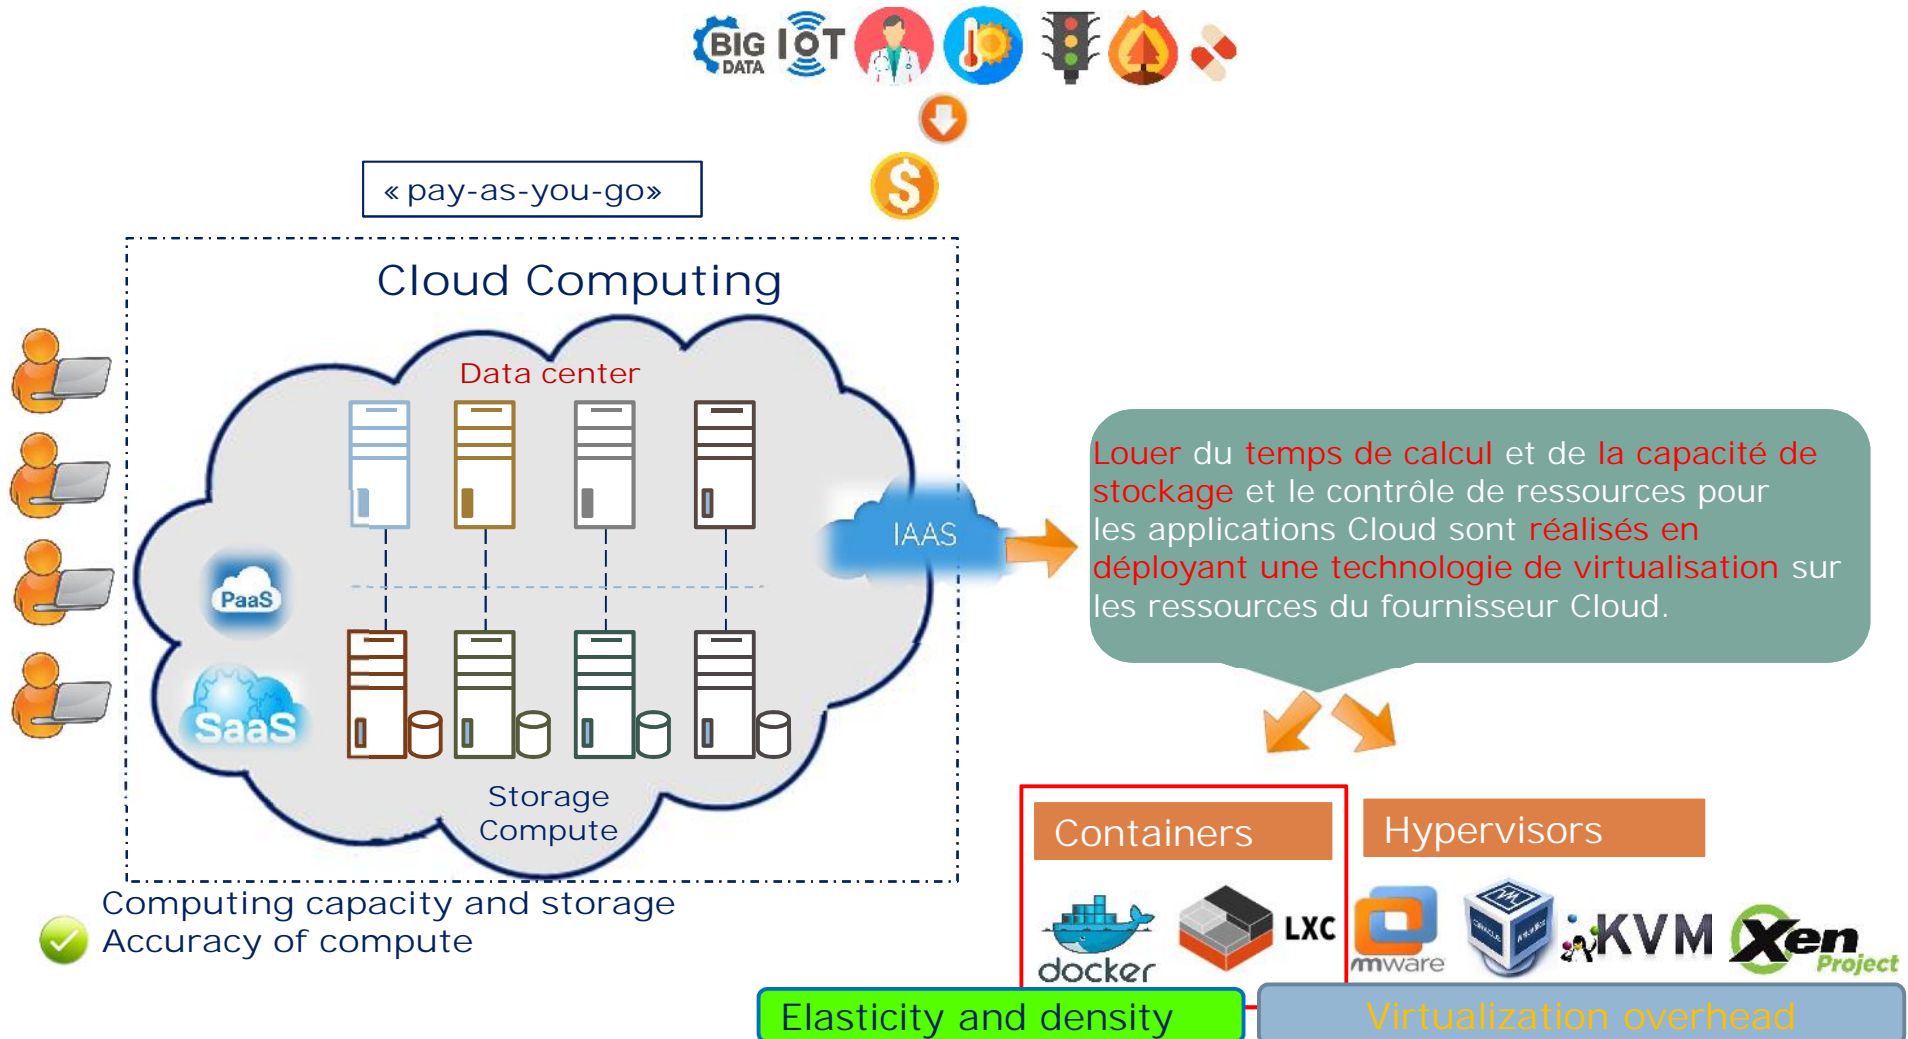 BIG
DATA
IOT
« pay-as-you-go»
Cloud Computing
Data center
PaaS
SaaS
IAAS
Storage
Compute
Computing capacity and storage
Accuracy of compute
Louer du temps de calcul et de la capacité de
stockage et le contrôle de ressources pour
les applications Cloud sont réalisés en
déployant une technologie de virtualisation sur
les ressources du fournisseur Cloud.
Containers
Hypervisors
docker
LXC
vmware
KVM
Xen
Project
Elasticity and density
Virtualization overhead